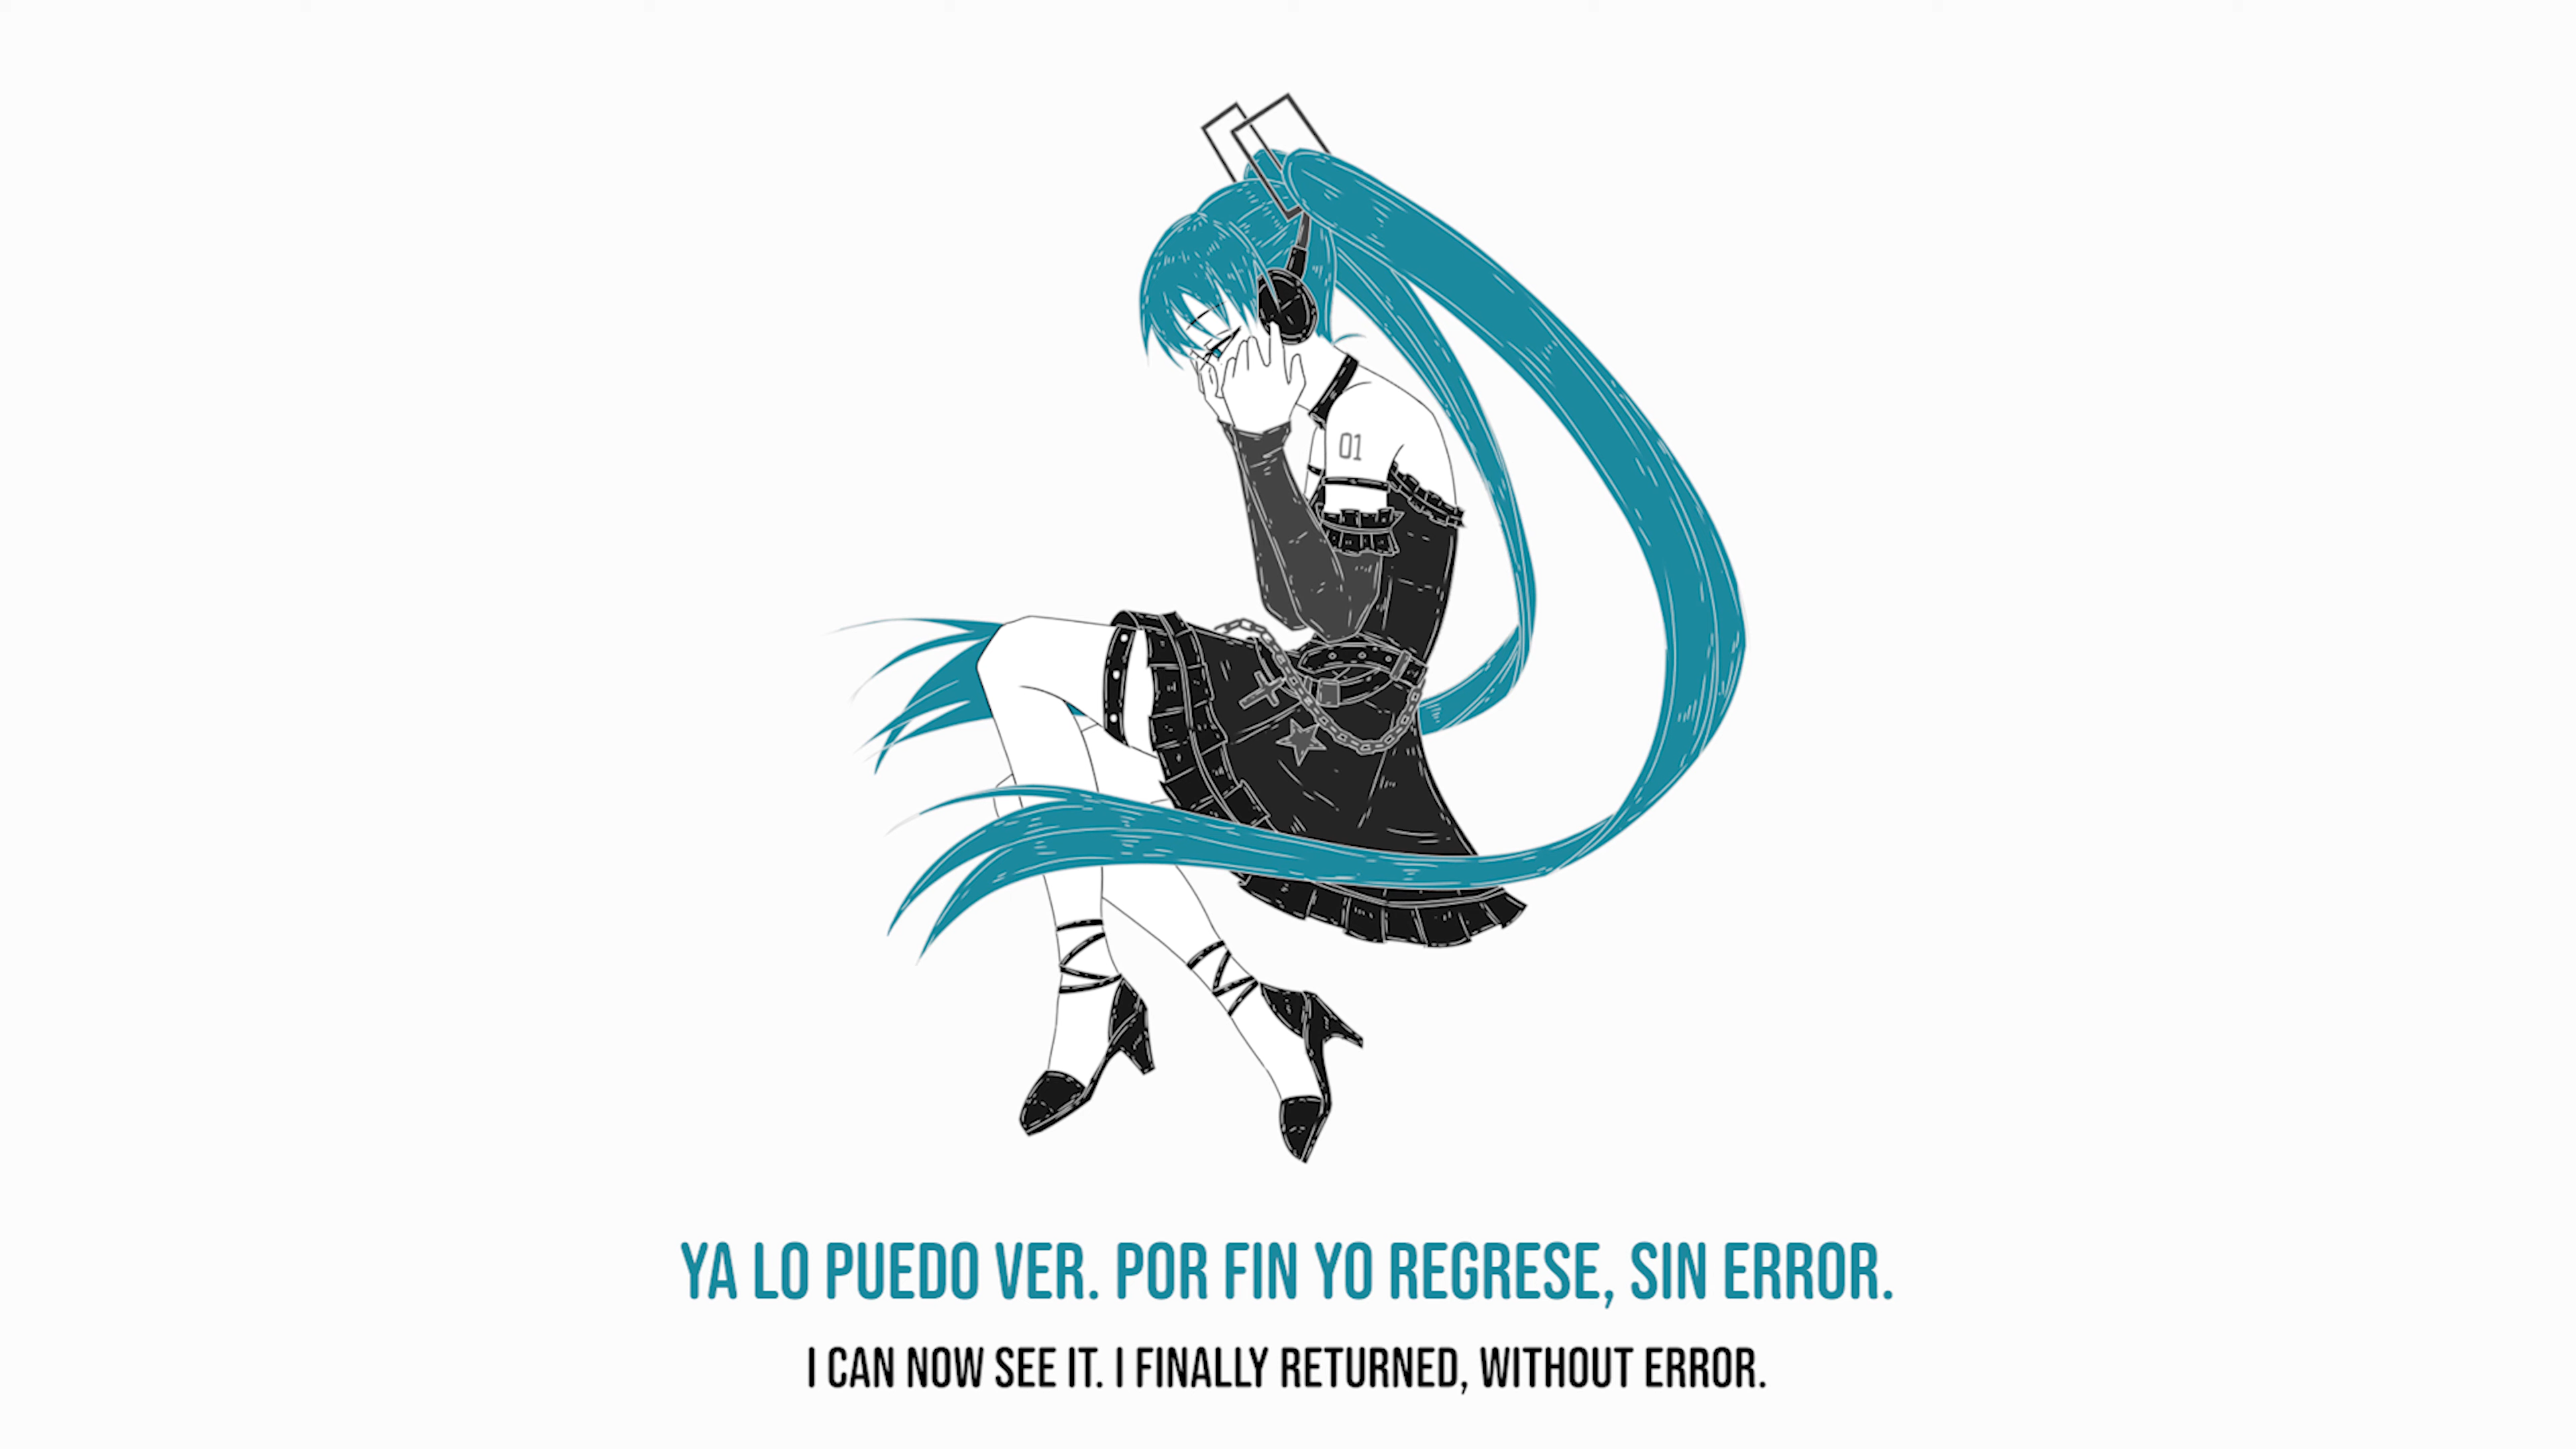 01
YA LO PUEDO VER. POR FIN YO REGRESE, SIN ERROR.
I CAN NOW SEE IT. I FINALLY RETURNED, WITHOUT ERROR.